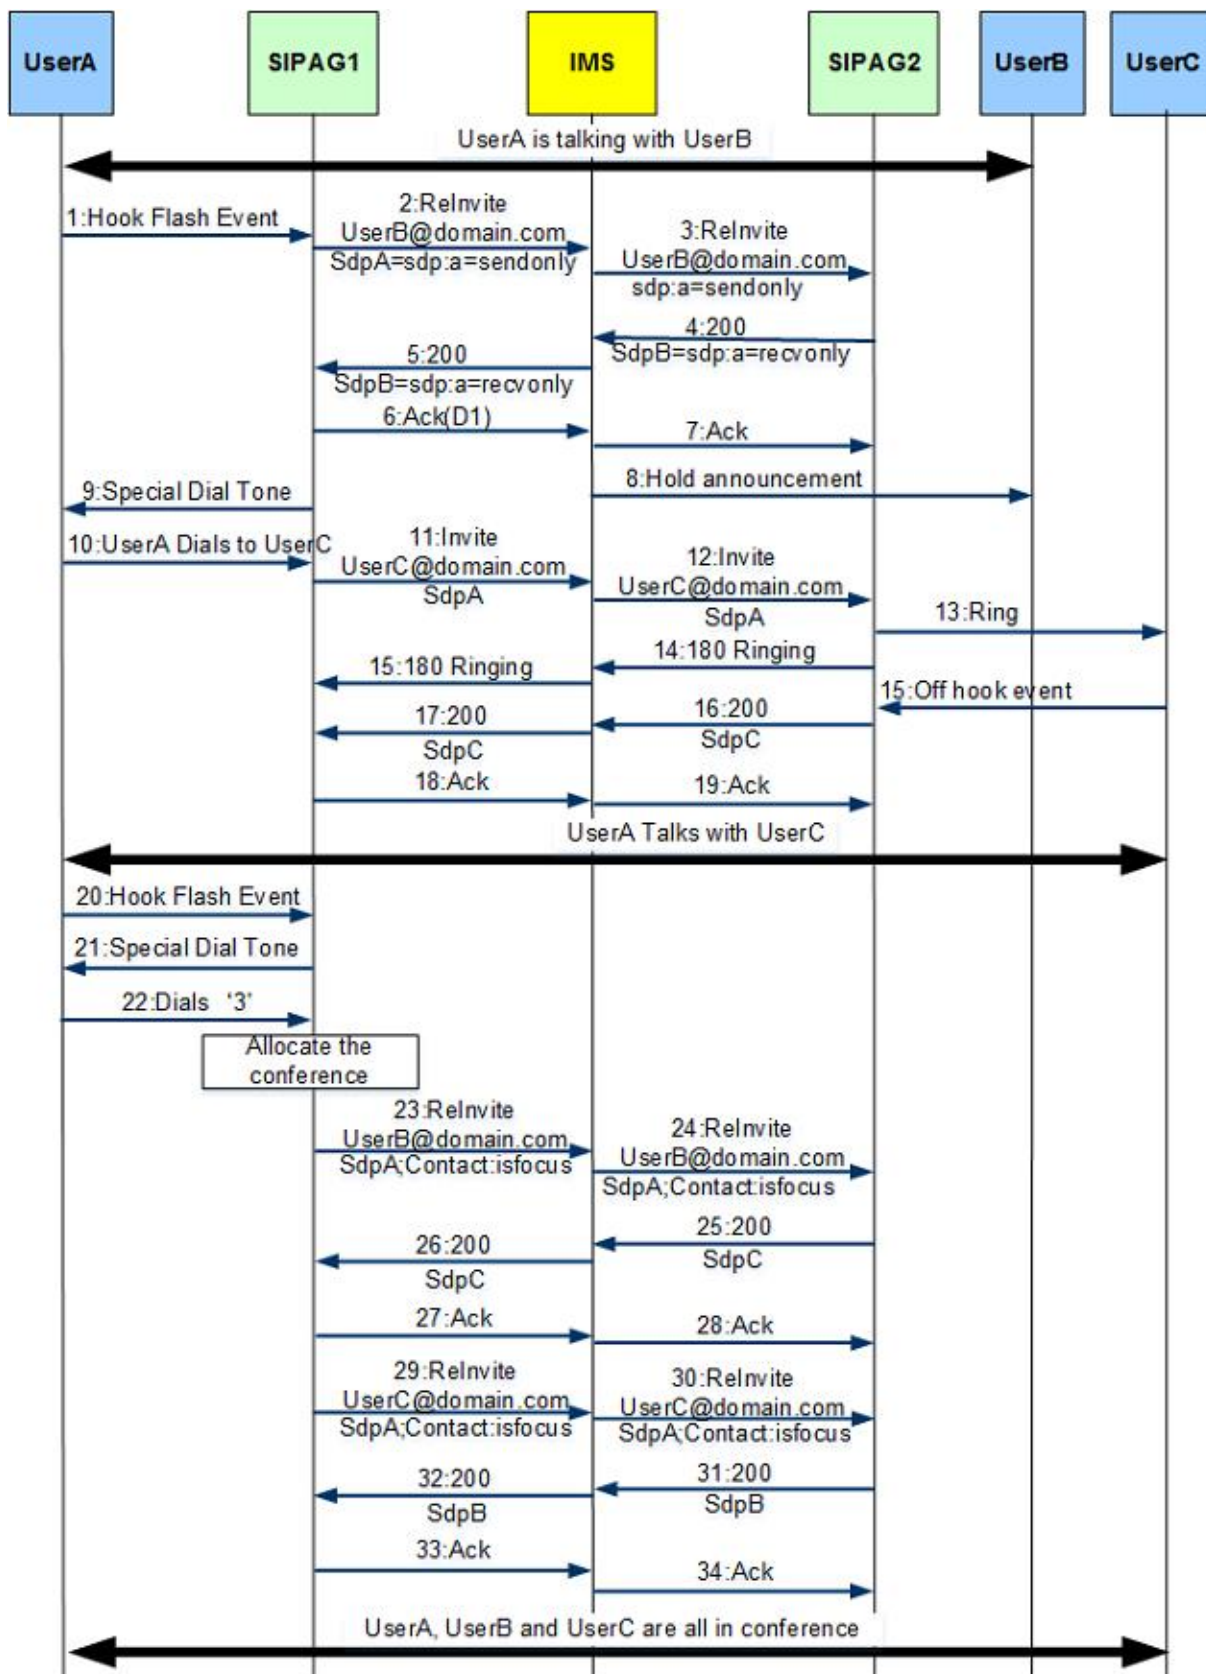 UserA
SIPAG1
IMS
SIPAG2
UserB
UserC
UserA is talking with UserB
1:Hook Flash Event
2:ReInvite
UserB@domain.com
SdpA=sdp:a=sendonly
3:ReInvite
UserB@domain.com
sdp:a=sendonly
4:200
SdpB=sdp:a=recvonly
5:200
SdpB=sdp:a=recvonly
6:Ack(D1)
7:Ack
8:Hold announcement
9:Special Dial Tone
10:UserA Dials to UserC
11:Invite
UserC@domain.com
SdpA
12:Invite
UserC@domain.com
SdpA
13:Ring
14:180 Ringing
15:180 Ringing
15:Off hook event
16:200
SdpC
17:200
SdpC
18:Ack
19:Ack
UserA Talks with UserC
20:Hook Flash Event
21:Special Dial Tone
22:Dials ‘3’
Allocate the
conference
23:ReInvite
UserB@domain.com
SdpA;Contact:isfocus
24:ReInvite
UserB@domain.com
SdpA;Contact:isfocus
25:200
SdpC
26:200
SdpC
27:Ack
28:Ack
29:ReInvite
UserC@domain.com
SdpA;Contact:isfocus
30:ReInvite
UserC@domain.com
SdpA;Contact:isfocus
31:200
SdpB
32:200
SdpB
33:Ack
34:Ack
UserA, UserB and UserC are all in conference